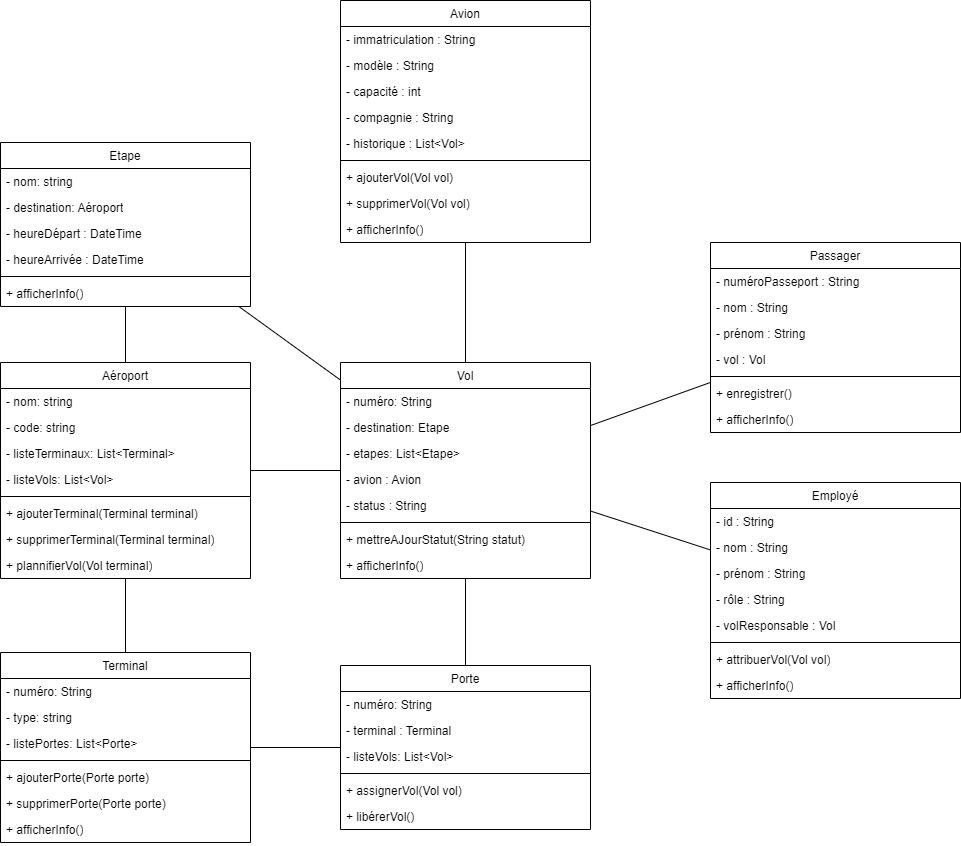 Avion
- immatriculation : String
- modèle : String
- capacité : int
- compagnie : String
- historique : List<Vol>
+ ajouterVol(Vol vol)
+ supprimerVol(Vol vol)
+ afficherInfo()
Etape
- nom: string
- destination: Aéroport
- heureDépart : DateTime
- heureArrivée : DateTime
+ afficherInfo()
Passager
- numéroPasseport : String
- nom : String
- prénom : String
- vol : Vol
+ enregistrer()
+ afficherInfo()
Aéroport
- nom: string
- code: string
- listeTerminaux: List<Terminal>
- listeVols: List<Vol>
+ ajouterTerminal(Terminal terminal)
+ supprimerTerminal(Terminal terminal)
+ plannifierVol(Vol terminal)
Vol
- numéro: String
- destination: Etape
- etapes: List<Etape>
- avion : Avion
- status : String
+ mettreAJourStatut(String statut)
+ afficherInfo()
Employé
- id : String
- nom : String
- prénom : String
- rôle : String
- volResponsable : Vol
+ attribuerVol(Vol vol)
+ afficherInfo()
Terminal
- numéro: String
- type: string
- listePortes: List<Porte>
+ ajouterPorte(Porte porte)
+ supprimerPorte(Porte porte)
+ afficherInfo()
Porte
- numéro: String
- terminal : Terminal
- listeVols: List<Vol>
+ assignerVol(Vol vol)
+ libérerVol()